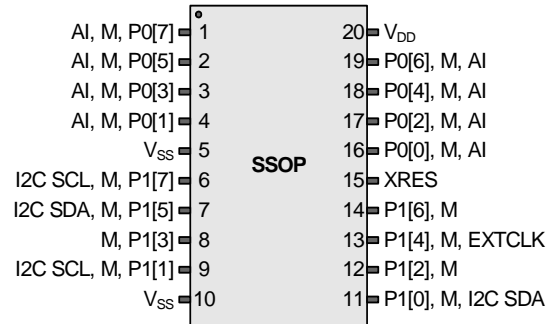 AI, M, P0[7] 1 20 VDD
AI, M, P0[5] 2 19 P0[6], M, AI
AI, M, P0[3] 3 18 P0[4], M, AI
AI, M, P0[1] 4 17 P0[2], M, AI
VSS 5 16 P0[0], M, AI
SSOP
I2C SCL, M, P1[7] 6 15 XRES
I2C SDA, M, P1[5] 7 14 P1[6], M
M, P1[3] 8 13 P1[4], M, EXTCLK
I2C SCL, M, P1[1] 9 12 P1[2], M
VSS 10 11 P1[0], M, I2C SDA